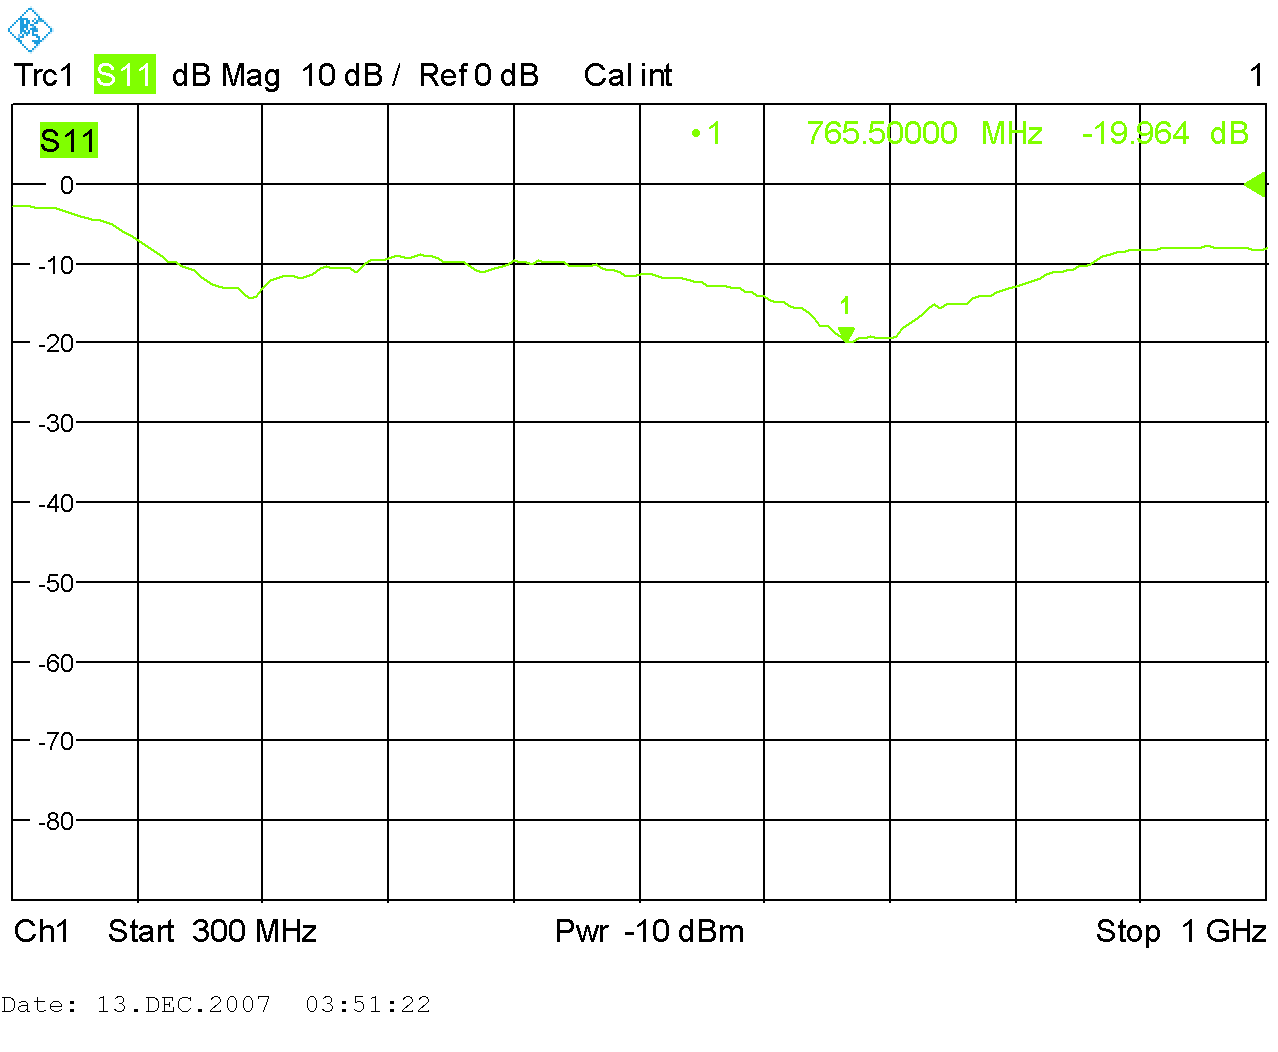 R S
Trc1 S11 dB Mag 10 dB / Ref 0 dB Cal int 1
S11 •1 765.50000 MHz -19.964 dB
0
-10
1
-20
-30
-40
-50
-60
-70
-80
Ch1 Start 300 MHz Pwr -10 dBm Stop 1 GHz
Date: 13.DEC.2007 03:51:22